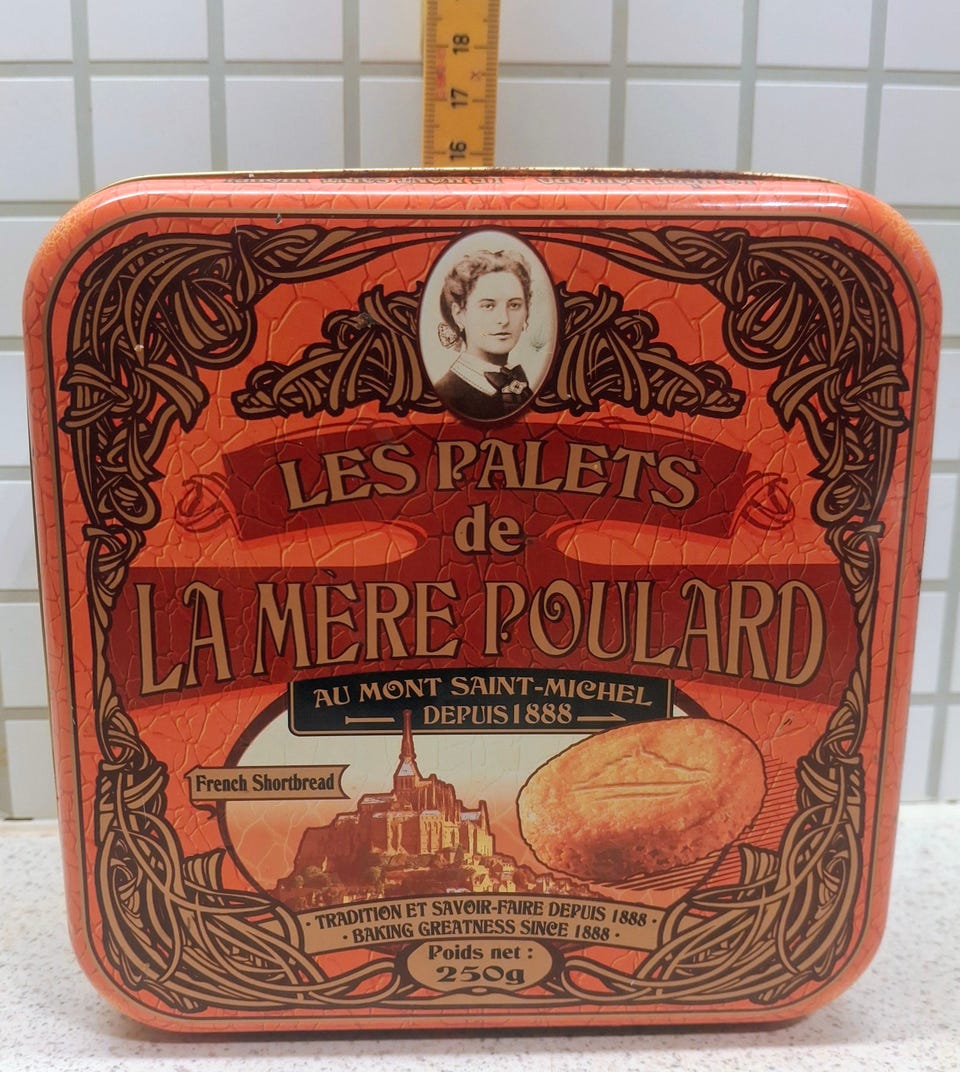 18
17
16
LES PALETS
de
LA MÈRE POULARD
AU MONT SAINT-MICHEL
DEPUIS 1888
French Shortbread
· TRADITION ET SAVOIR-FAIRE DEPUIS 1888 ·
· BAKING GREATNESS SINCE 1888 ·
Poids net :
250g